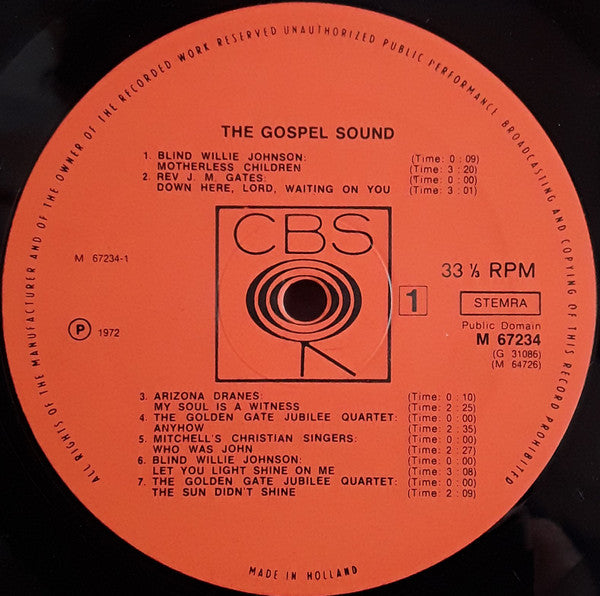 ALL RIGHTS OF THE MANUFACTURER AND OF THE OWNER OF THE RECORDED WORK RESERVED UNAUTHORIZED PUBLIC PERFORMANCE BROADCASTING AND COPYING OF THIS RECORD PROHIBITED
THE GOSPEL SOUND
1. BLIND WILLIE JOHNSON: (Time: 0 : 09)
MOTHERLESS CHILDREN (Time: 3 : 20)
2. REV J. M. GATES: (Time: 0 : 00)
DOWN HERE, LORD, WAITING ON YOU (Time: 3 : 01)
CBS
M 67234-1
33 ⅓ RPM
1
STEMRA
Public Domain
℗ 1972
M 67234
(G 31086)
(M 64726)
3. ARIZONA DRANES: (Time: 0 : 10)
MY SOUL IS A WITNESS (Time: 2 : 25)
4. THE GOLDEN GATE JUBILEE QUARTET: (Time: 0 : 00)
ANYHOW (Time: 2 : 35)
5. MITCHELL'S CHRISTIAN SINGERS: (Time: 0 : 00)
WHO WAS JOHN (Time: 2 : 27)
6. BLIND WILLIE JOHNSON: (Time: 0 : 00)
LET YOU LIGHT SHINE ON ME (Time: 3 : 08)
7. THE GOLDEN GATE JUBILEE QUARTET: (Time: 0 : 00)
THE SUN DIDN'T SHINE (Time: 2 : 09)
MADE IN HOLLAND